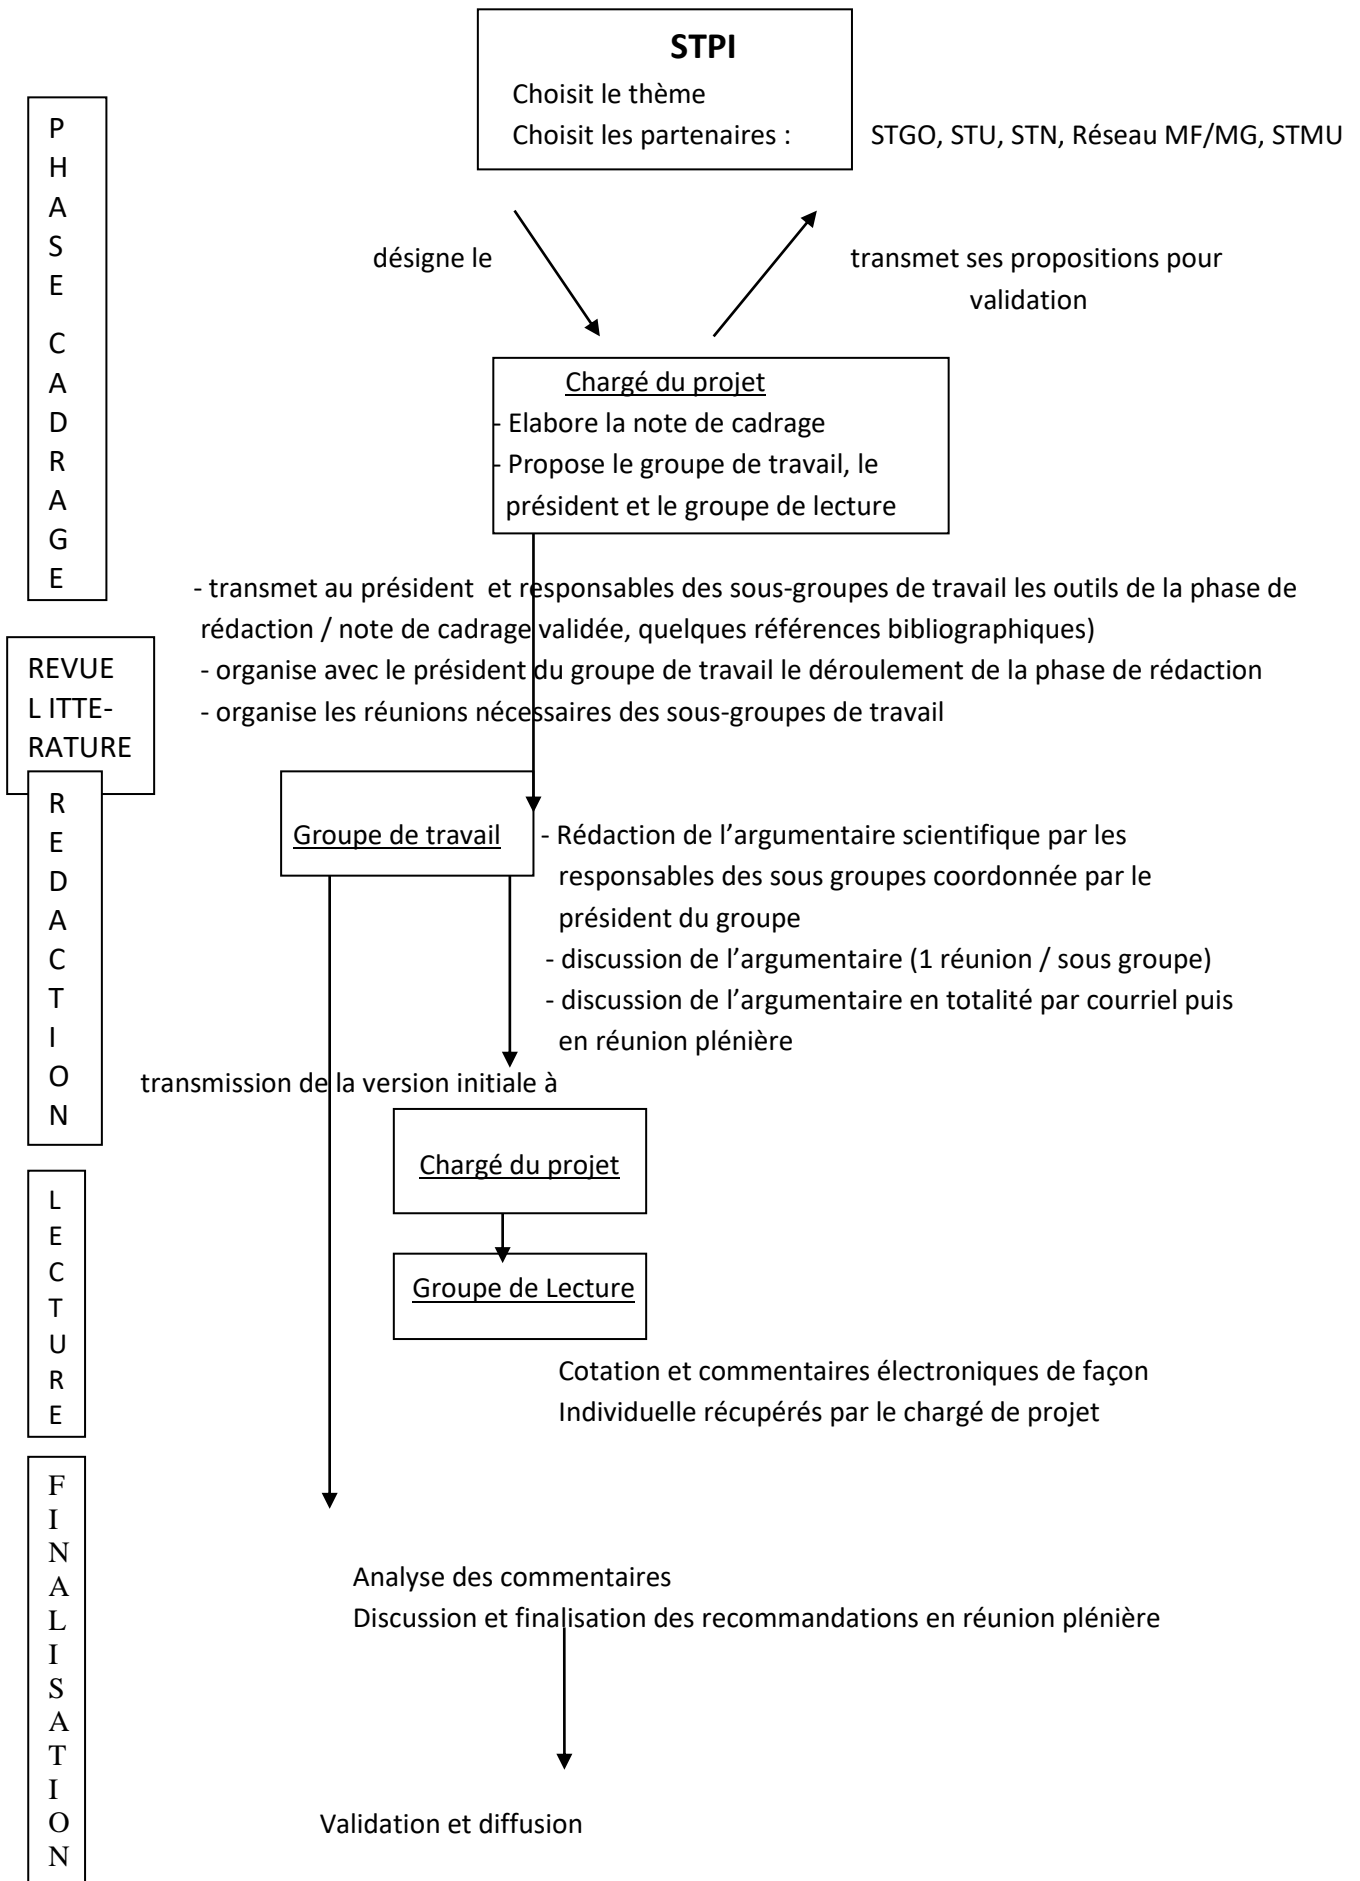 STPI
Choisit le thème
Choisit les partenaires : STGO, STU, STN, Réseau MF/MG, STMU
P
H
A
S
E
C
A
D
R
A
G
E
désigne le
transmet ses propositions pour
validation
Chargé du projet
- Elabore la note de cadrage
- Propose le groupe de travail, le
président et le groupe de lecture
- transmet au président et responsables des sous-groupes de travail les outils de la phase de
rédaction / note de cadrage validée, quelques références bibliographiques)
- organise avec le président du groupe de travail le déroulement de la phase de rédaction
- organise les réunions nécessaires des sous-groupes de travail
REVUE
L ITTE-
RATURE
R
E
D
A
C
T
I
O
N
Groupe de travail
- Rédaction de l’argumentaire scientifique par les
responsables des sous groupes coordonnée par le
président du groupe
- discussion de l’argumentaire (1 réunion / sous groupe)
- discussion de l’argumentaire en totalité par courriel puis
en réunion plénière
transmission de la version initiale à
Chargé du projet
L
E
C
T
U
R
E
Groupe de Lecture
Cotation et commentaires électroniques de façon
Individuelle récupérés par le chargé de projet
F
I
N
A
L
I
S
A
T
I
O
N
Analyse des commentaires
Discussion et finalisation des recommandations en réunion plénière
Validation et diffusion